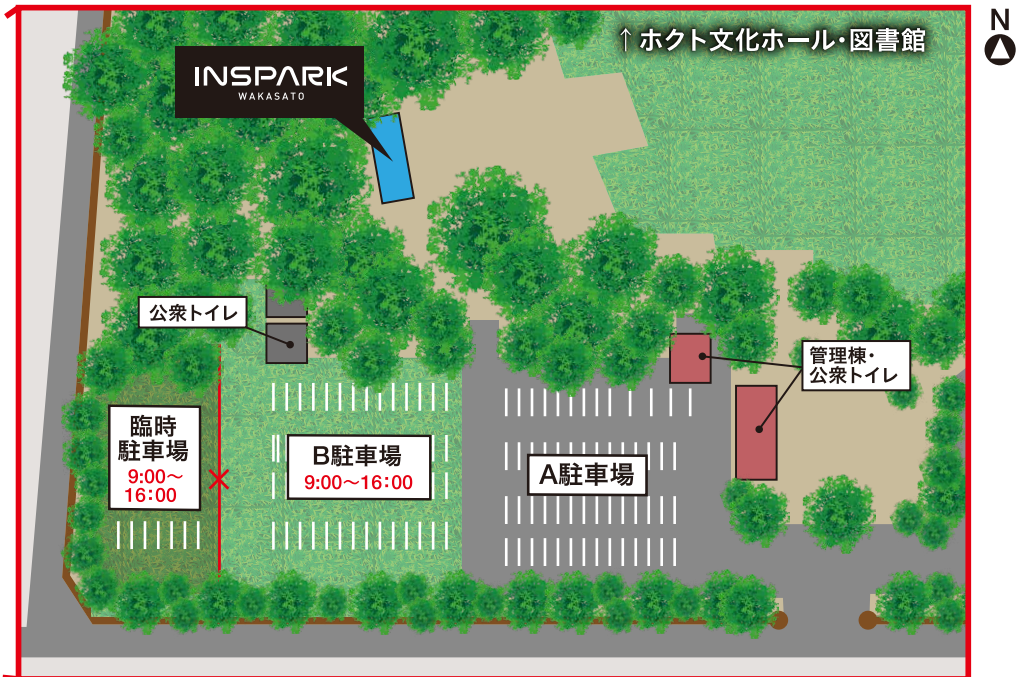 N
↑ホクト文化ホール・図書館
INSPARK
WAKASATO
公衆トイレ
管理棟・
公衆トイレ
臨時
駐車場
9:00〜
16:00
B駐車場
9:00〜16:00
A駐車場